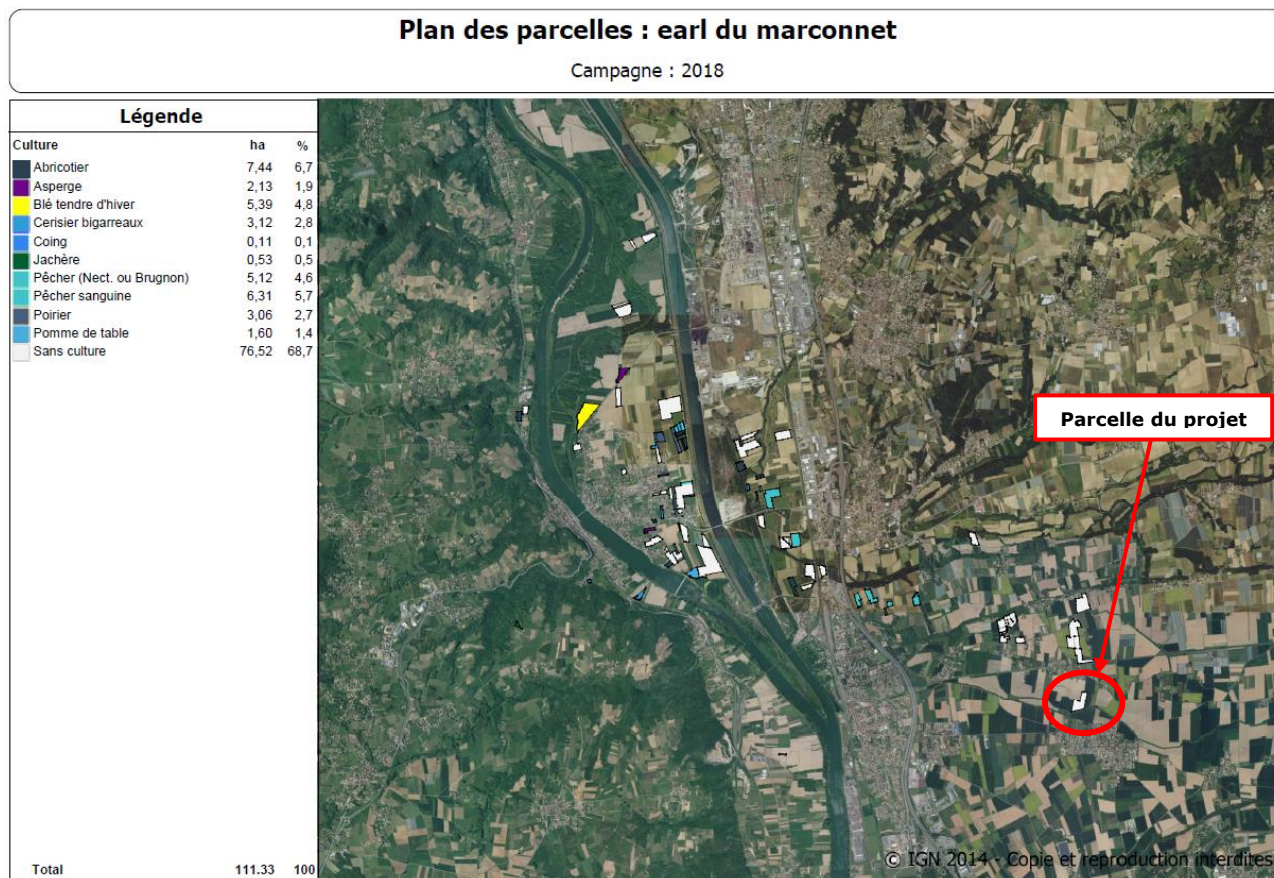 Plan des parcelles : earl du marconnet
Campagne : 2018
Légende
Culture ha %
Abricotier 7,44 6,7
Asperge 2,13 1,9
Blé tendre d'hiver 5,39 4,8
Cerisier bigarreaux 3,12 2,8
Coing 0,11 0,1
Jachère 0,53 0,5
Pêcher (Nect. ou Brugnon) 5,12 4,6
Pêcher sanguine 6,31 5,7
Poirier 3,06 2,7
Pomme de table 1,60 1,4
Sans culture 76,52 68,7
Total 111.33 100
Parcelle du projet
© IGN 2014 - Copie et reproduction interdites